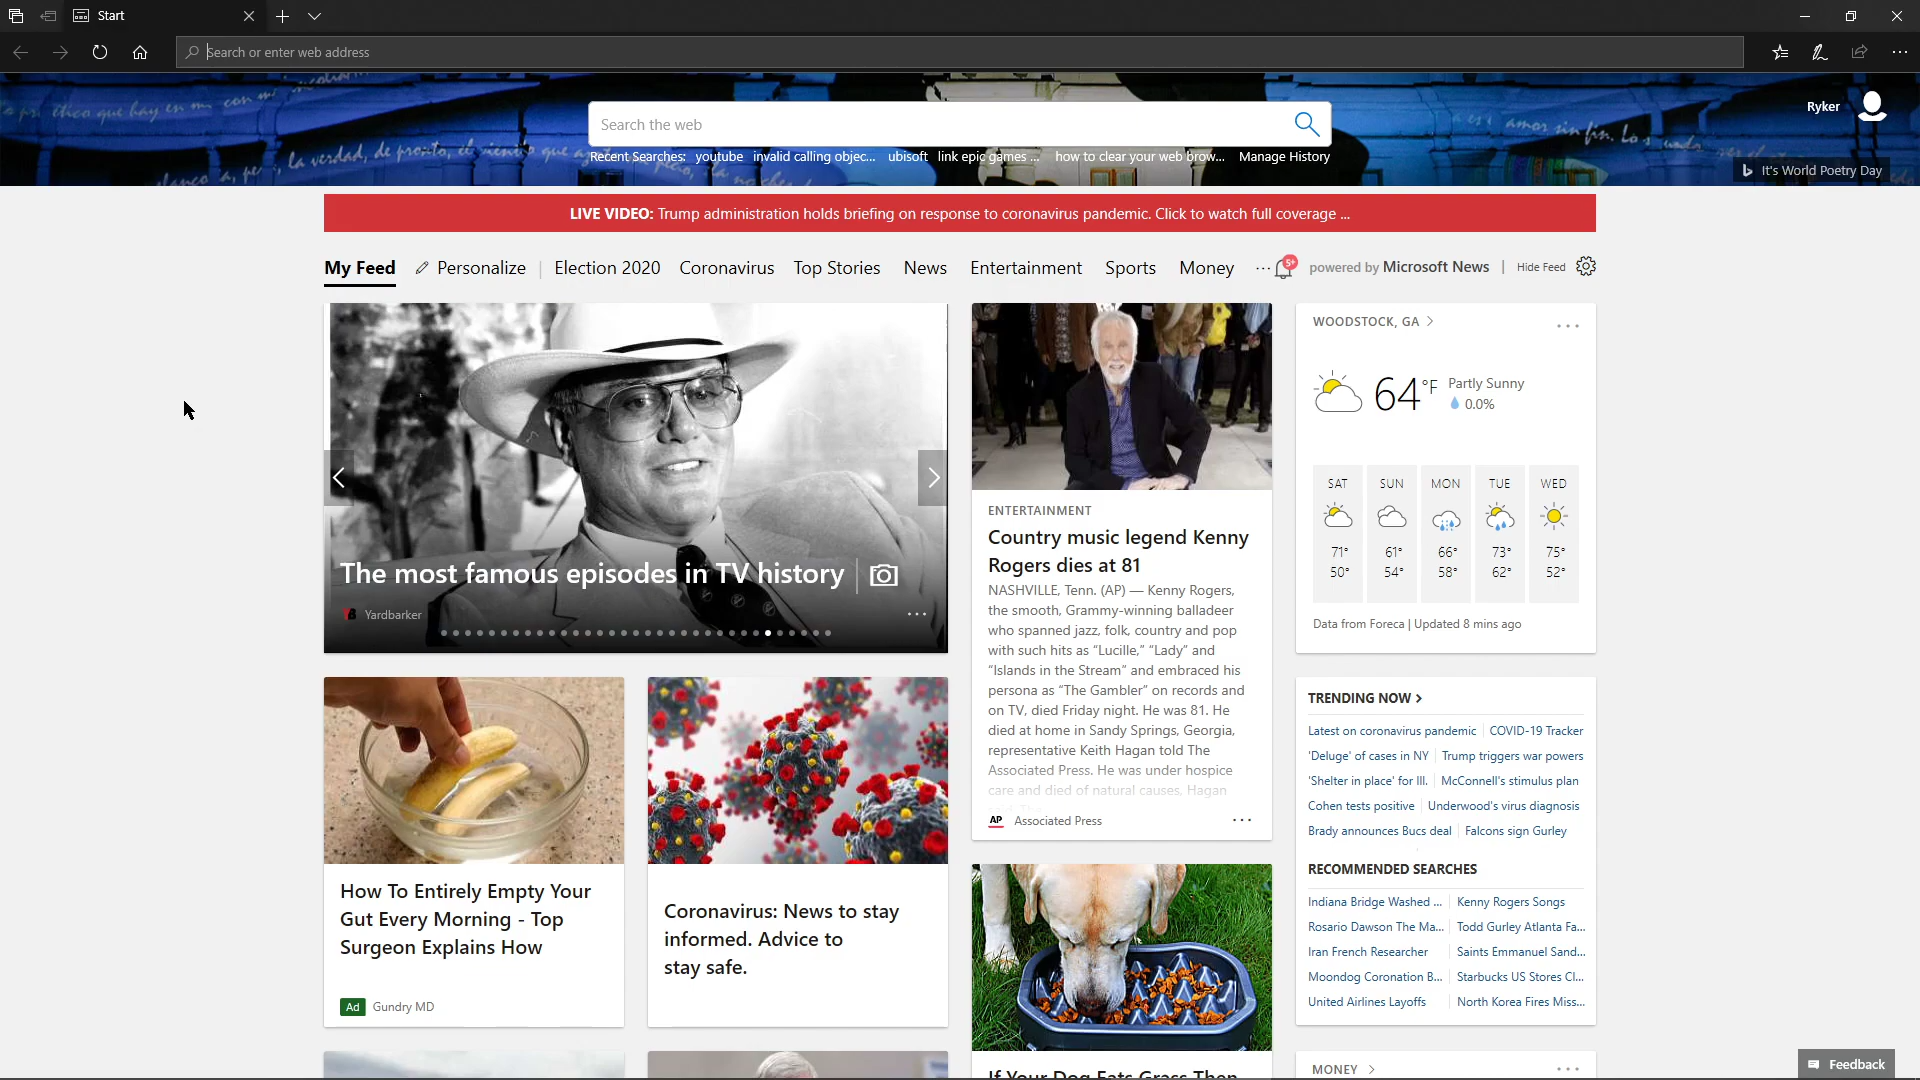 Start
Search or enter web address
Ryker
Search the web
Recent Searches: youtube invalid calling objec... ubisoft link epic games ... how to clear your web brow... Manage History
It's World Poetry Day
la verdad, de pronto, el viento que
LIVE VIDEO: Trump administration holds briefing on response to coronavirus pandemic. Click to watch full coverage ...
My Feed Personalize Election 2020 Coronavirus Top Stories News Entertainment Sports Money ... 5+ powered by Microsoft News | Hide Feed
The most famous episodes in TV history
Yardbarker
ENTERTAINMENT
Country music legend Kenny
Rogers dies at 81
NASHVILLE, Tenn. (AP) — Kenny Rogers,
the smooth, Grammy-winning balladeer
who spanned jazz, folk, country and pop
with such hits as “Lucille,” “Lady” and
“Islands in the Stream” and embraced his
persona as “The Gambler” on records and
on TV, died Friday night. He was 81. He
died at home in Sandy Springs, Georgia,
representative Keith Hagan told The
Associated Press. He was under hospice
care and died of natural causes, Hagan
AP Associated Press
WOODSTOCK, GA >
64°F Partly Sunny
0.0%
SAT SUN MON TUE WED
71° 61° 66° 73° 75°
50° 54° 58° 62° 52°
Data from Foreca | Updated 8 mins ago
How To Entirely Empty Your
Gut Every Morning - Top
Surgeon Explains How
Ad Gundry MD
Coronavirus: News to stay
informed. Advice to
stay safe.
If Your Dog Eats Grass Then
TRENDING NOW >
Latest on coronavirus pandemic COVID-19 Tracker
'Deluge' of cases in NY Trump triggers war powers
'Shelter in place' for Ill. McConnell's stimulus plan
Cohen tests positive Underwood's virus diagnosis
Brady announces Bucs deal Falcons sign Gurley
RECOMMENDED SEARCHES
Indiana Bridge Washed ... Kenny Rogers Songs
Rosario Dawson The Ma... Todd Gurley Atlanta Fa...
Iran French Researcher Saints Emmanuel Sand...
Moondog Coronation B... Starbucks US Stores Cl...
United Airlines Layoffs North Korea Fires Miss...
MONEY >
Feedback